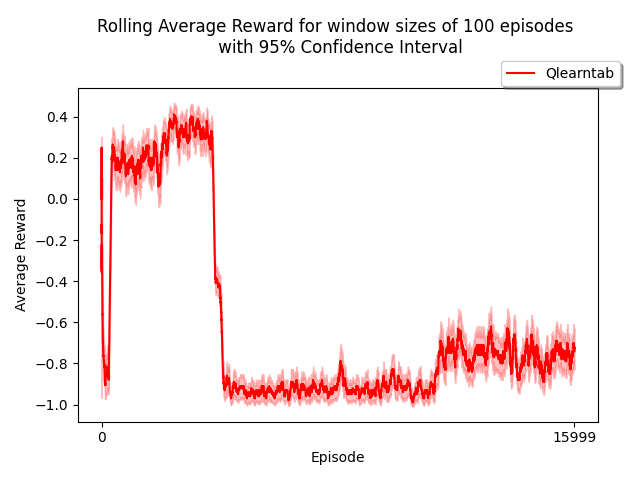 Rolling Average Reward for window sizes of 100 episodes
with 95% Confidence Interval
Qlearntab
0.4
0.2
0.0
−0.2
−0.4
−0.6
−0.8
−1.0
Average Reward
0
15999
Episode